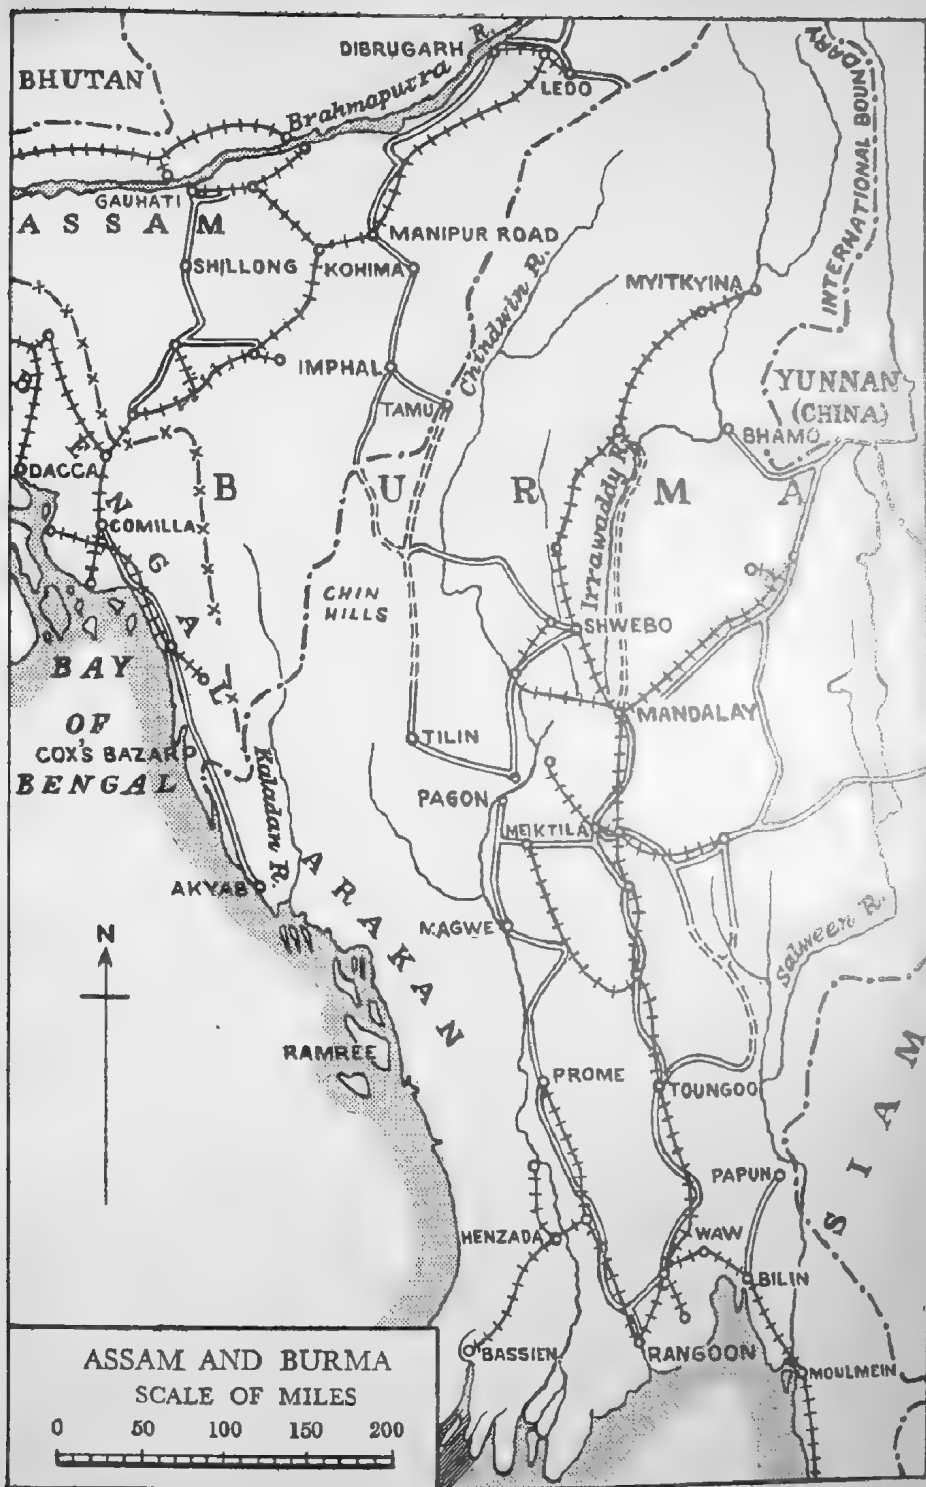 DIBRUGARH
R.
BHUTAN
Brahmapurra
LEDO
INTERNATIONAL BOUNDARY
GAUHATI
ASSAM
MANIPUR ROAD
SHILLONG
KOHIMA
Chindwin R.
MYITKYINA
IMPHAL
TAMU
YUNNAN
(CHINA)
BHAMO
DACCA
BURMA
BENGAL
COMILLA
Irrawaddy R.
CHIN
HILLS
SHWEBO
BAY
OF
BENGAL
MANDALAY
TILIN
COX'S BAZAR
Kaladan R.
PAGON
MEIKTILA
AKYAB
ARAKAN
MAGWE
Salween R.
N
RAMREE
PROME
TOUNGOO
SIAM
PAPUN
HENZADA
WAW
BILIN
BASSIEN
RANGOON
MOULMEIN
ASSAM AND BURMA
SCALE OF MILES
0 50 100 150 200